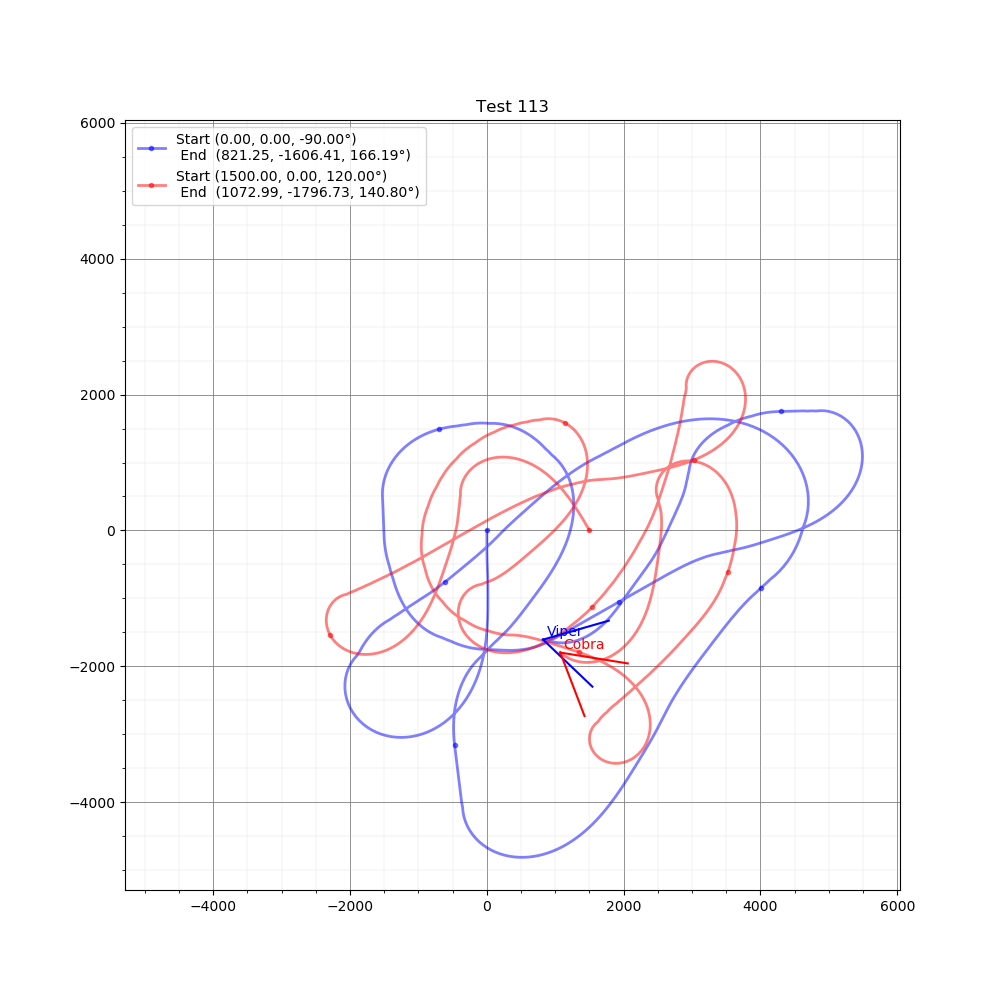 Test 113
Start (0.00, 0.00, -90.00°)
End (821.25, -1606.41, 166.19°)
Start (1500.00, 0.00, 120.00°)
End (1072.99, -1796.73, 140.80°)
6000
4000
2000
0
−2000
−4000
Viper
Cobra
−4000
−2000
0
2000
4000
6000